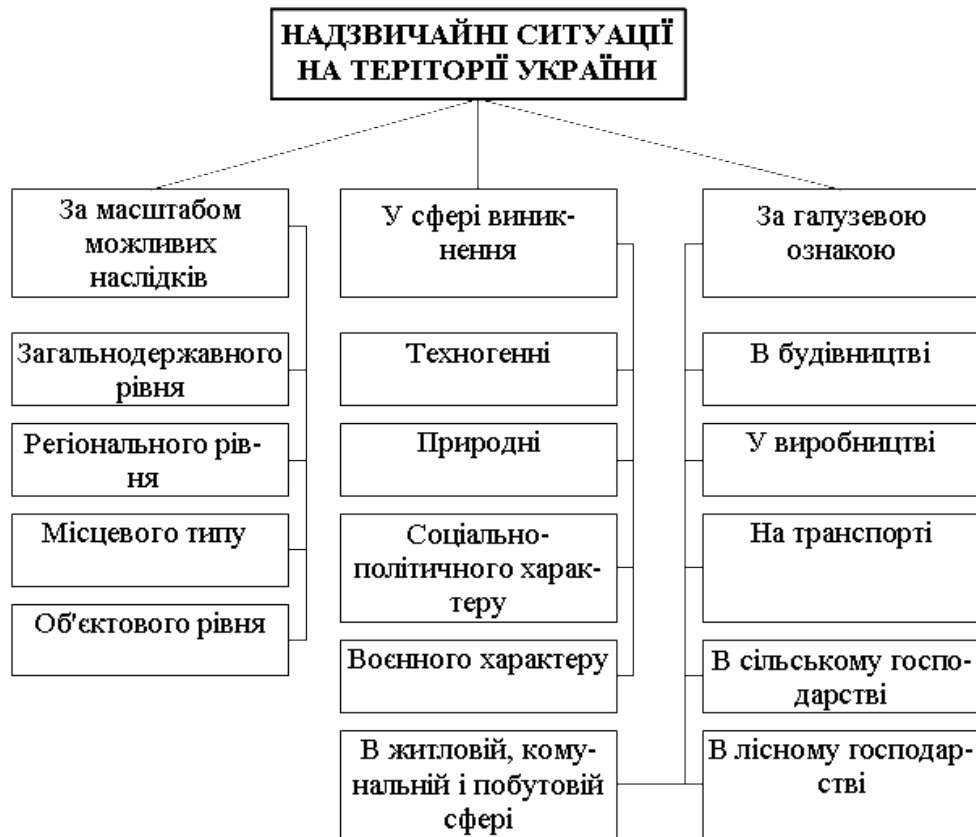 НАДЗВИЧАЙНІ СИТУАЦІЇ
НА ТЕРІТОРІЇ УКРАЇНИ
За масштабом
можливих
наслідків
Загальнодержавного
рівня
Регіонального рів-
ня
Місцевого типу
Об'єктового рівня
У сфері виник-
нення
Техногенні
Природні
Соціально-
політичного харак-
теру
Воєнного характеру
За галузевою
ознакою
В будівництві
У виробництві
На транспорті
В сільському госпо-
дарстві
В лісному господар-
стві
В житловій, кому-
нальній і побутовій
сфері